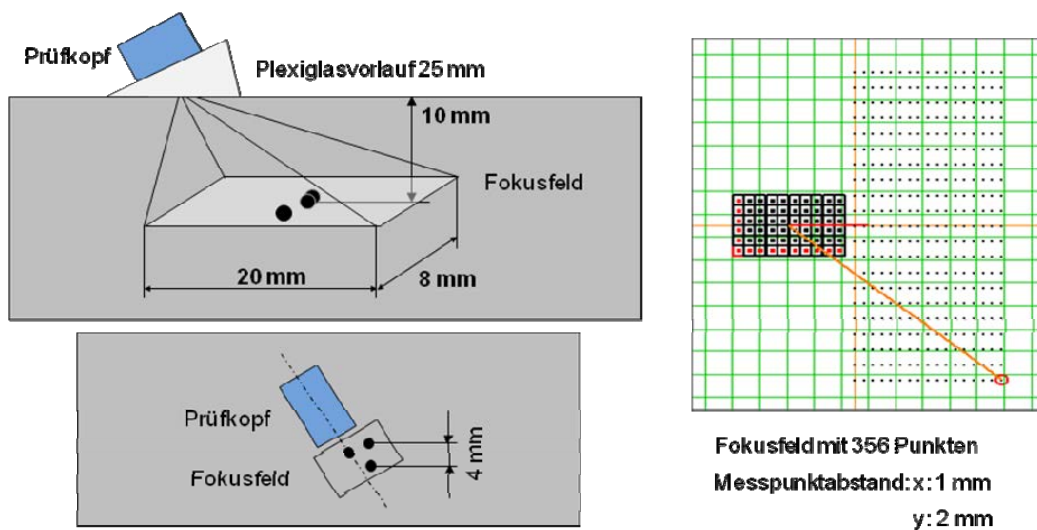 Prüfkopf
Plexiglasvorlauf 25 mm
10 mm
Fokusfeld
20 mm
8 mm
Prüfkopf
Fokusfeld
4 mm
Fokusfeld mit 356 Punkten
Messpunktabstand: x: 1 mm
y: 2 mm